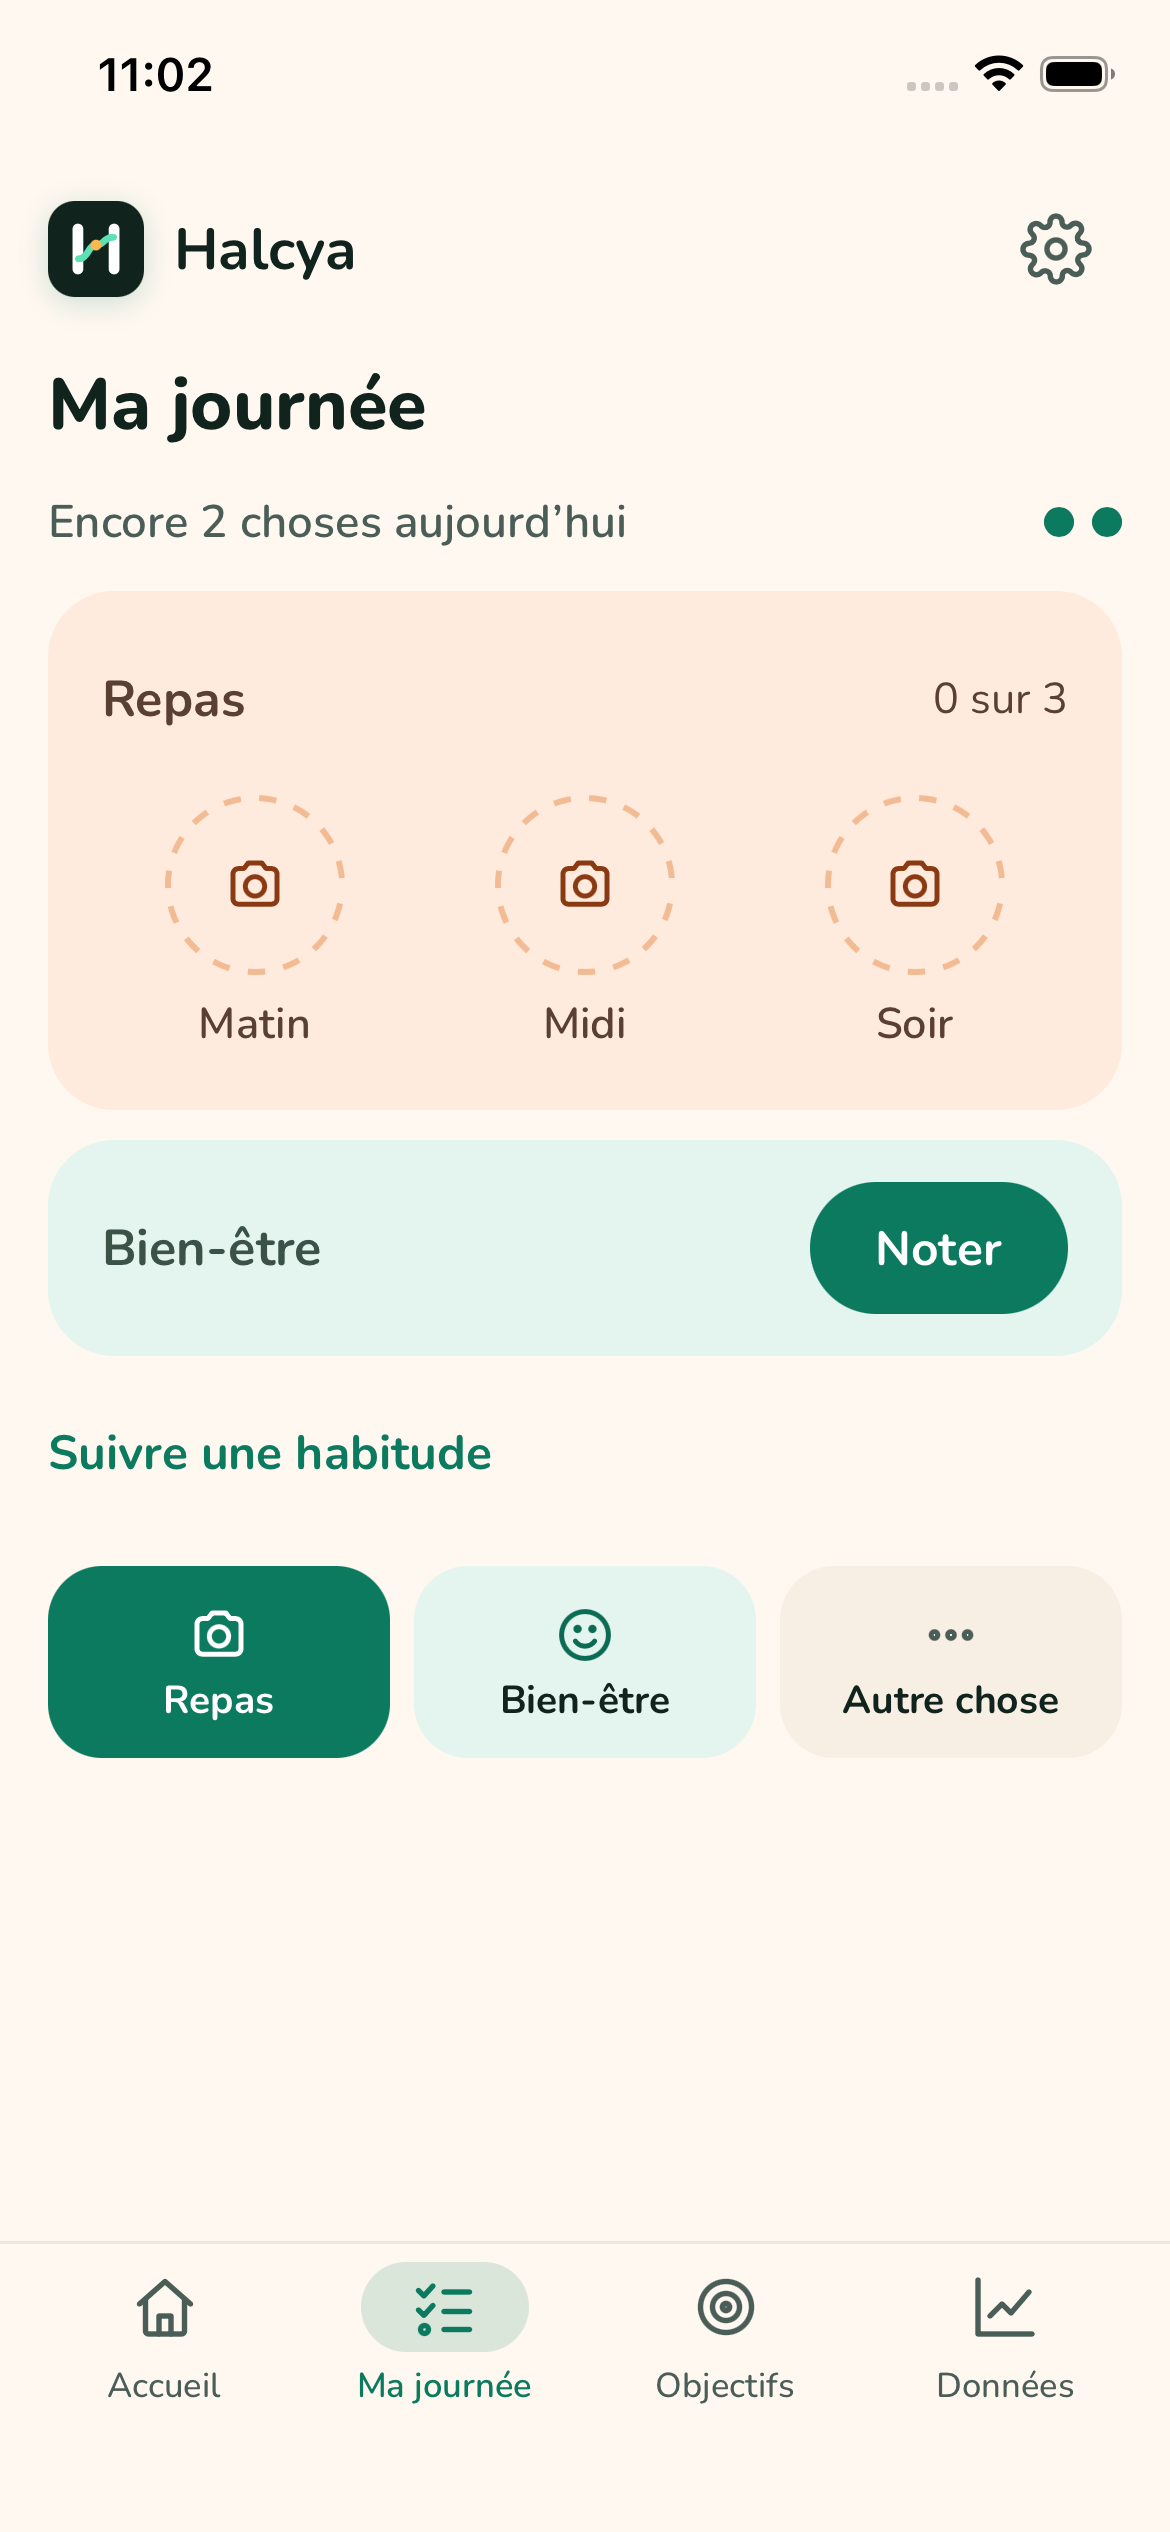 11:02
Halcya
Ma journée
Encore 2 choses aujourd’hui
Repas
0 sur 3
Matin
Midi
Soir
Bien-être
Noter
Suivre une habitude
Repas
Bien-être
Autre chose
Accueil
Ma journée
Objectifs
Données